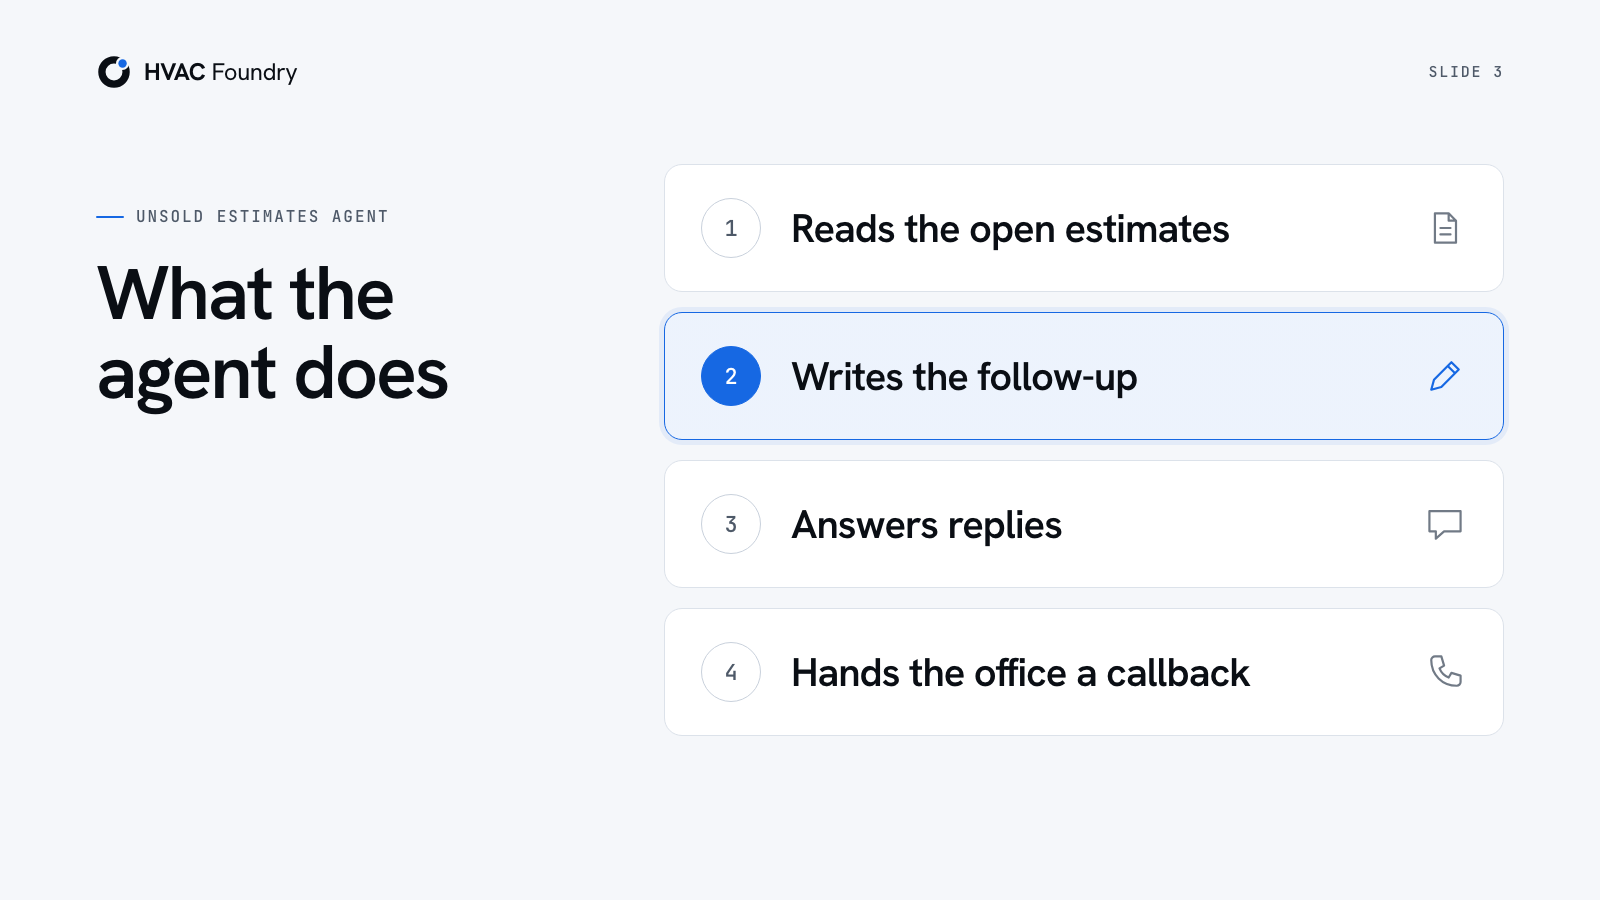 HVAC Foundry
SLIDE 3
UNSOLD ESTIMATES AGENT
What the
agent does
1 Reads the open estimates
2 Writes the follow-up
3 Answers replies
4 Hands the office a callback